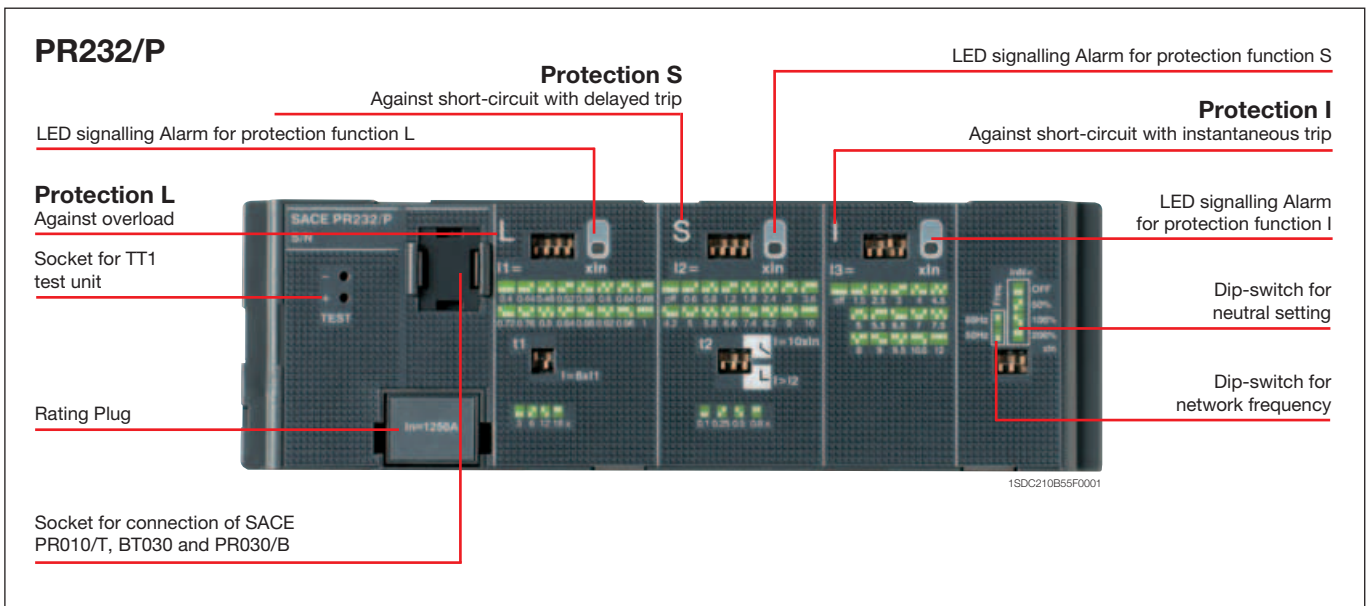 PR232/P
LED signalling Alarm for protection function S
Protection S
Against short-circuit with delayed trip
Protection I
Against short-circuit with instantaneous trip
LED signalling Alarm for protection function L
Protection L
Against overload
LED signalling Alarm
for protection function I
Socket for TT1
test unit
Dip-switch for
neutral setting
Dip-switch for
network frequency
Rating Plug
Socket for connection of SACE
PR010/T, BT030 and PR030/B
SACE PR232/P
S/R
- 
+
TEST
In=1250A
L
I1= xIn
0.4 0.44 0.48 0.52 0.56 0.6 0.64 0.68
0.72 0.76 0.8 0.84 0.88 0.92 0.96 1
t1
I=6xI1
3 6 12 18 s
S
I2= xIn
off 0.6 0.8 1.2 1.8 2.4 3 3.6
4.2 5 5.8 6.6 7.4 8.2 9 10
t2
I=10xIn
I>I2
0.1 0.25 0.5 0.8 s
I
I3= xIn
off 1.5 2.5 3 4 4.5
5 5.5 6.5 7 7.5
8 9 9.5 10.5 12
Freq.
InN=
OFF
50%
100%
200%
xIn
60Hz
50Hz
1SDC210B55F0001